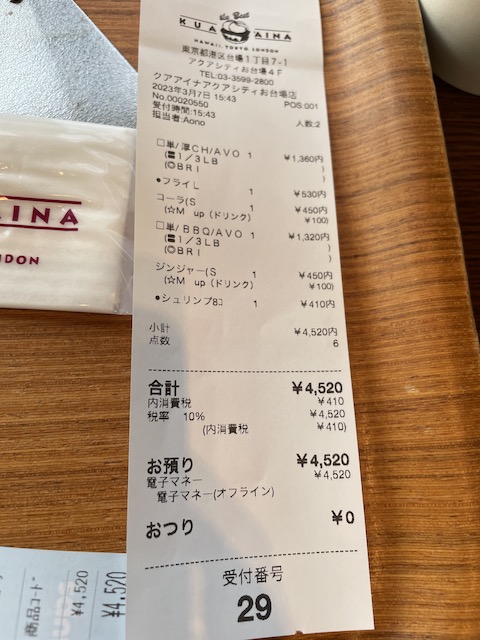 the Best
KUA AINA
HAWAII, TOKYO, LONDON
東京都港区台場1丁目7-1
アクアシティお台場4F
TEL:03-3599-2800
クアアイナアクアシティお台場店
2023年3月7日 15:43
No.00020550 POS:001
受付時間:15:43
担当者:Aono 人数:2
□単/厚CH/AVO 1 ¥1,360円
(■1/3LB )
(◎BRI )
●フライL 1 ¥530円
コーラ(S 1 ¥450円
(☆M up(ドリンク) ¥100)
□単/BBQ/AVO 1 ¥1,320円
(■1/3LB )
(◎BRI )
ジンジャー(S 1 ¥450円
(☆M up(ドリンク) ¥100)
●シュリンプ8コ 1 ¥410円
小計 ¥4,520円
点数 6
合計 ¥4,520
内消費税 ¥410
税率 10% ¥4,520
(内消費税 ¥410)
お預り ¥4,520
電子マネー ¥4,520
電子マネー(オフライン)
おつり ¥0
受付番号
29
AINA
NDON
商品コード
¥4,520
¥4,520